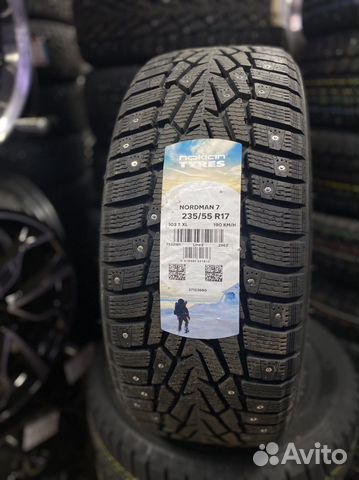 nokian
TYRES
NORDMAN 7
235/55 R17
103 T XL 190 KM/H
Avito